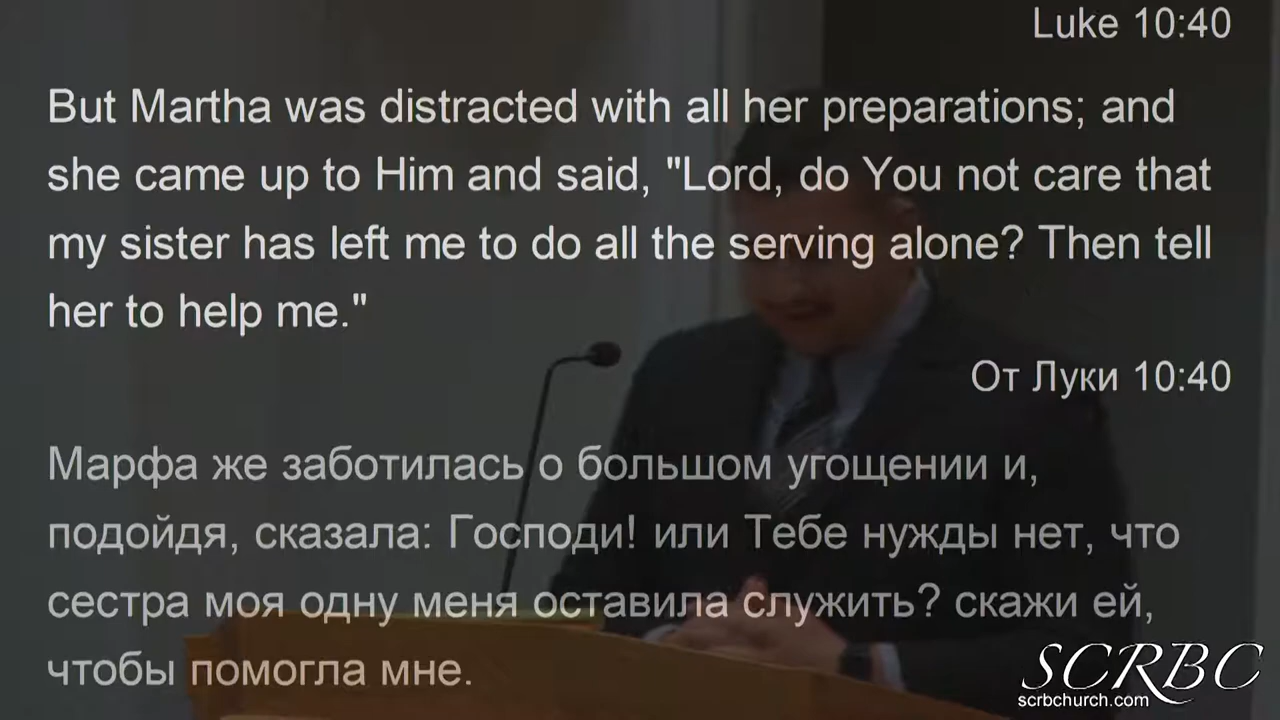 Luke 10:40
But Martha was distracted with all her preparations; and
she came up to Him and said, "Lord, do You not care that
my sister has left me to do all the serving alone? Then tell
her to help me."
От Луки 10:40
Марфа же заботилась о большом угощении и,
подойдя, сказала: Господи! или Тебе нужды нет, что
сестра моя одну меня оставила служить? скажи ей,
чтобы помогла мне.
SCRBC
scrbchurch.com